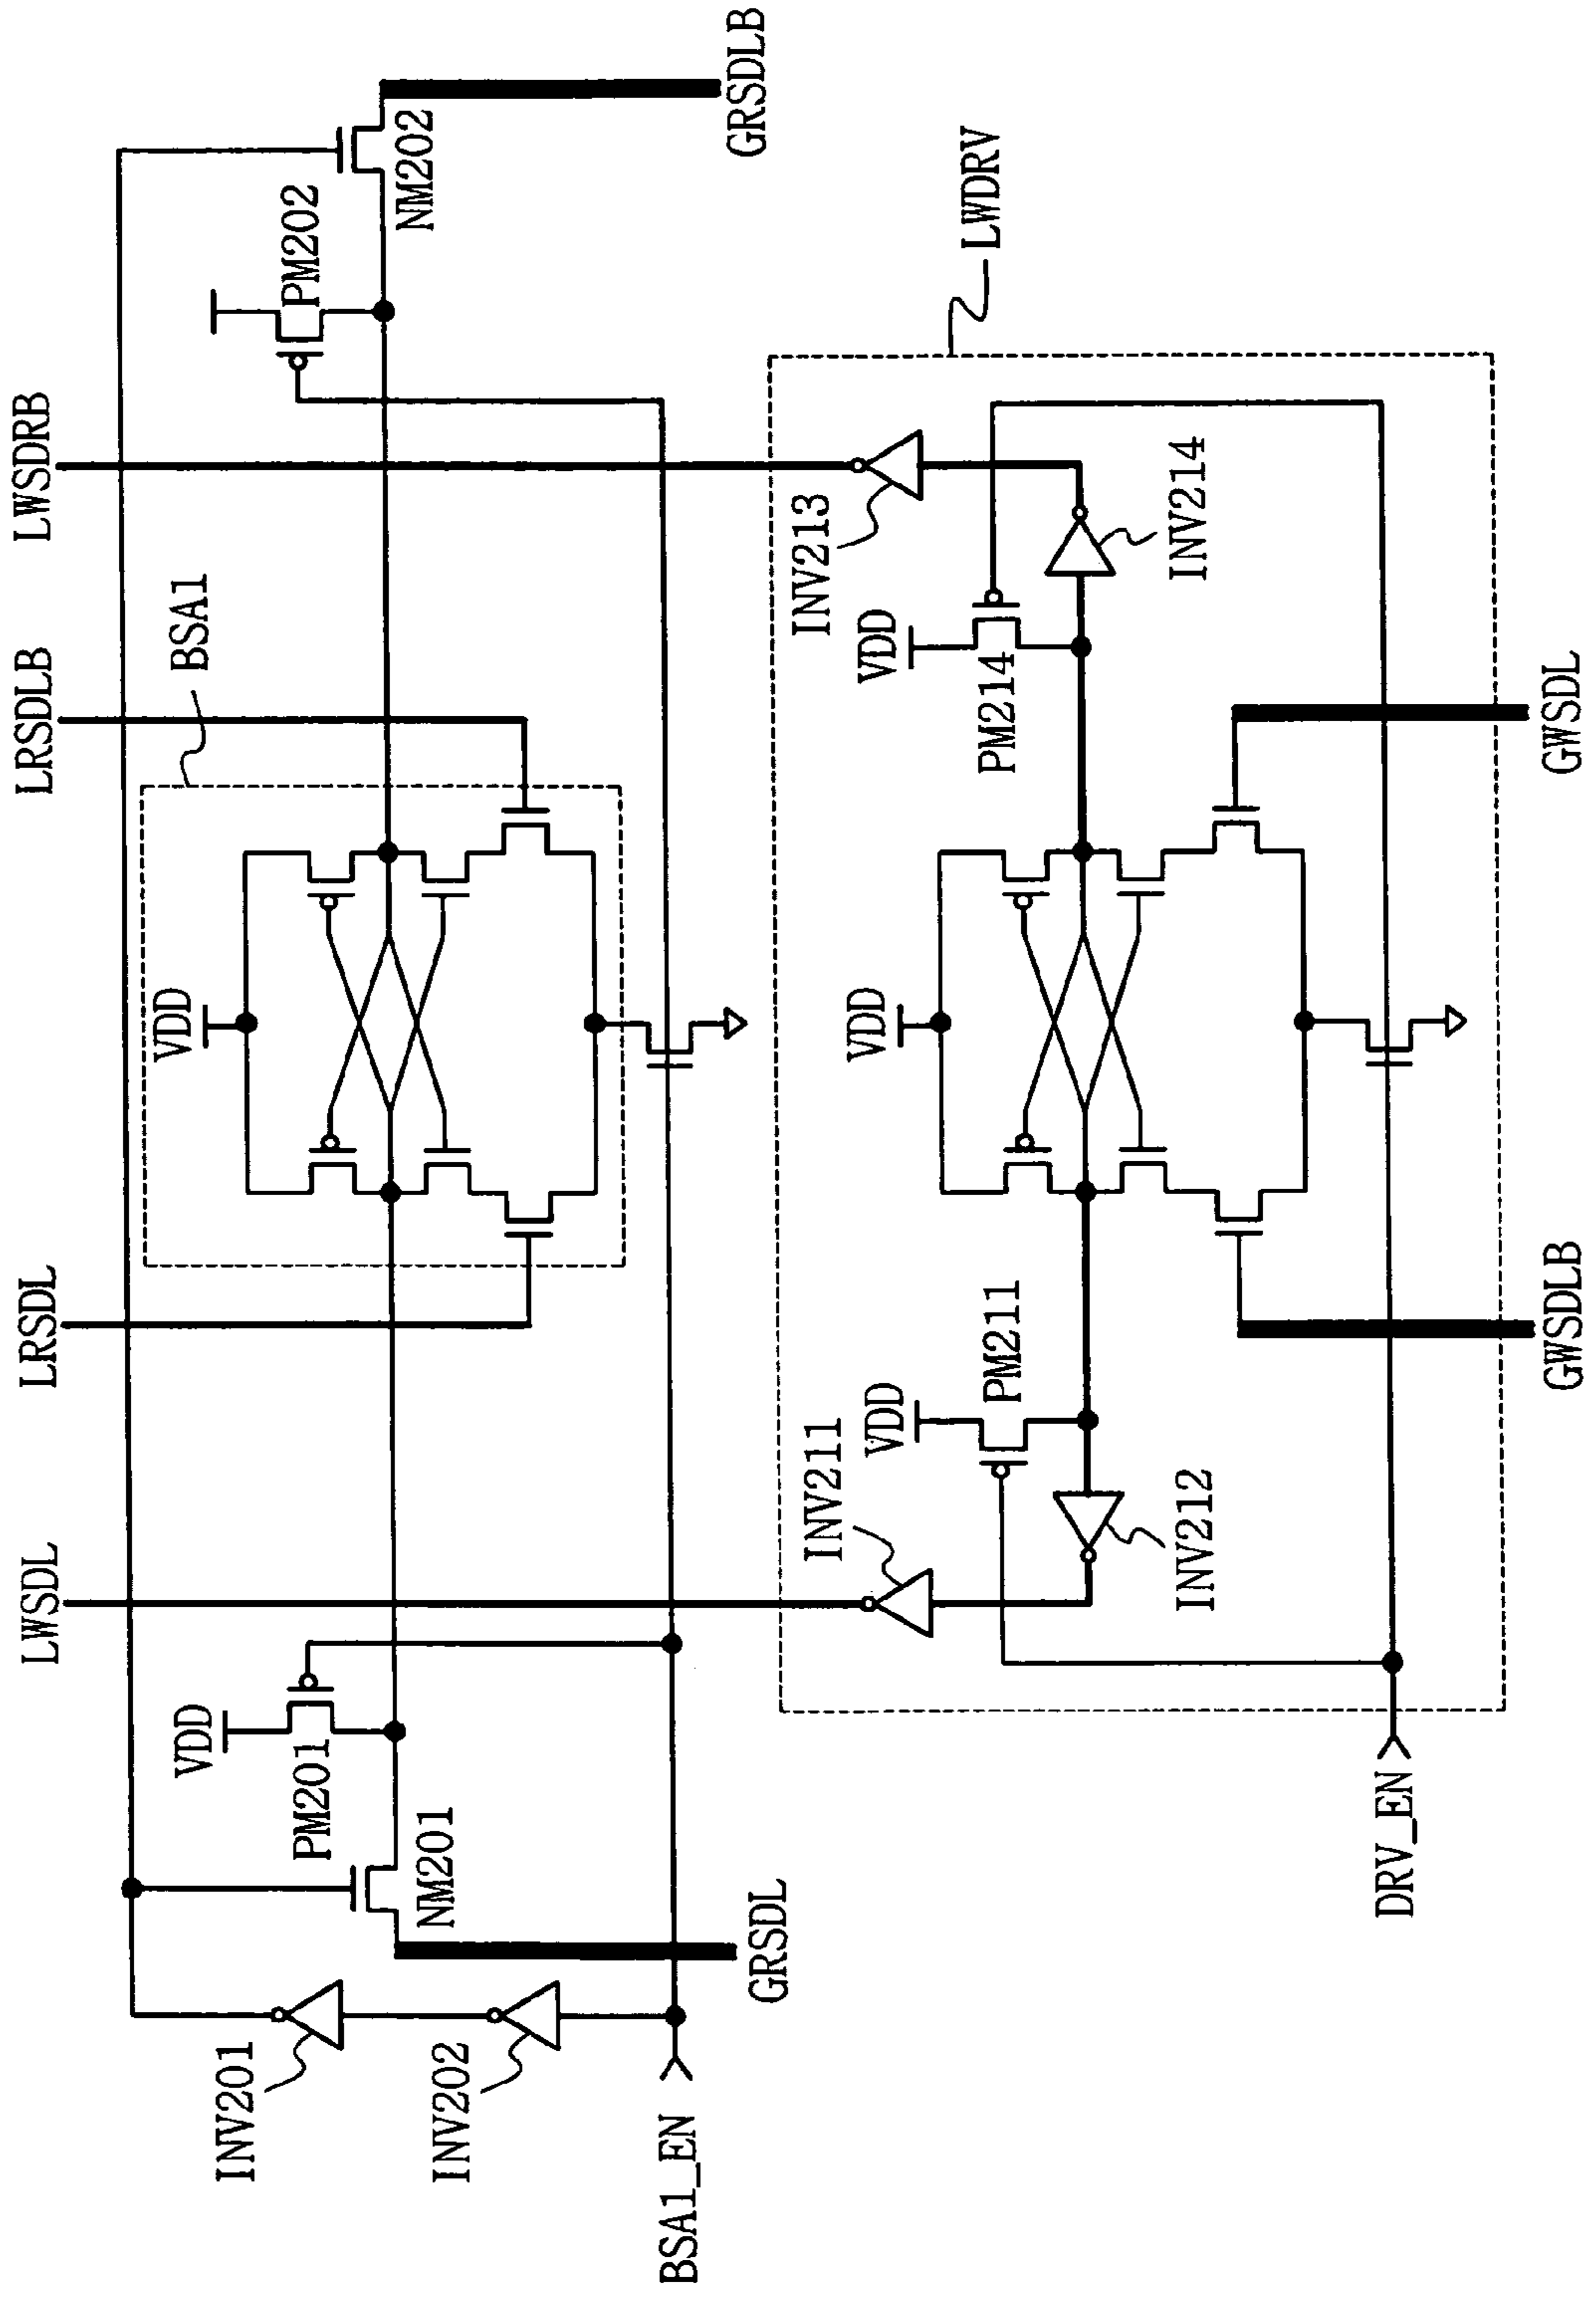 LWSDL
LRSDL
LRSDLB
LWSDRB
BSA1
INV201
INV202
VDD
PM201
NM201
VDD
PM202
NM202
BSA1_EN
GRSDL
GRSDLB
LWDRV
INV211
VDD
PM211
INV212
VDD
VDD
PM214
INV213
INV214
DRV_EN
GWSDLB
GWSDL